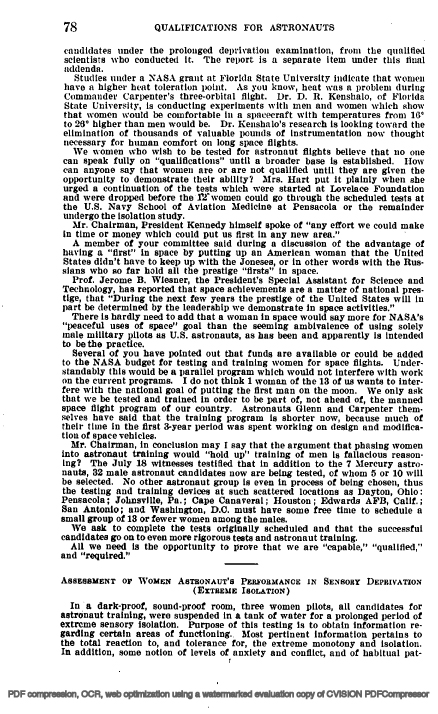 78 QUALIFICATIONS FOR ASTRONAUTS
candidates under the prolonged deprivation examination, from the qualified
scientists who conducted it. The report is a separate item under this final
addenda.
Studies under a NASA grant at Florida State University indicate that women
have a higher heat toleration point. As you know, heat was a problem during
Commander Carpenter's three-orbital flight. Dr. D. R. Kenshalo, of Florida
State University, is conducting experiments with men and women which show
that women would be comfortable in a spacecraft with temperatures from 16°
to 26° higher than men would be. Dr. Kenshalo's research is looking toward the
elimination of thousands of valuable pounds of instrumentation now thought
necessary for human comfort on long space flights.
We women who wish to be tested for astronaut flights believe that no one
can speak fully on "qualifications" until a broader base is established. How
can anyone say that women are or are not qualified until they are given the
opportunity to demonstrate their ability? Mrs. Hart put it plainly when she
urged a continuation of the tests which were started at Lovelace Foundation
and were dropped before the 12 women could go through the scheduled tests at
the U.S. Navy School of Aviation Medicine at Pensacola or the remainder
undergo the isolation study.
Mr. Chairman, President Kennedy himself spoke of "any effort we could make
in time or money which could put us first in any new area."
A member of your committee said during a discussion of the advantage of
having a "first" in space by putting up an American woman that the United
States didn't have to keep up with the Joneses, or in other words with the Rus-
sians who so far hold all the prestige "firsts" in space.
Prof. Jerome B. Wiesner, the President's Special Assistant for Science and
Technology, has reported that space achievements are a matter of national pres-
tige, that "During the next few years the prestige of the United States will in
part be determined by the leadership we demonstrate in space activities."
There is hardly need to add that a woman in space would say more for NASA's
"peaceful uses of space" goal than the seeming ambivalence of using solely
male military pilots as U.S. astronauts, as has been and apparently is intended
to be the practice.
Several of you have pointed out that funds are available or could be added
to the NASA budget for testing and training women for space flights. Under-
standably this would be a parallel program which would not interfere with work
on the current programs. I do not think 1 woman of the 13 of us wants to inter-
fere with the national goal of putting the first man on the moon. We only ask
that we be tested and trained in order to be part of, not ahead of, the manned
space flight program of our country. Astronauts Glenn and Carpenter them-
selves have said that the training program is shorter now, because much of
their time in the first 3-year period was spent working on design and modifica-
tion of space vehicles.
Mr. Chairman, in conclusion may I say that the argument that phasing women
into astronaut training would "hold up" training of men is fallacious reason-
ing? The July 18 witnesses testified that in addition to the 7 Mercury astro-
nauts, 32 male astronaut candidates now are being tested, of whom 5 or 10 will
be selected. No other astronaut group is even in process of being chosen, thus
the testing and training devices at such scattered locations as Dayton, Ohio;
Pensacola; Johnsville, Pa.; Cape Canaveral; Houston; Edwards AFB, Calif.;
San Antonio; and Washington, D.C. must have some free time to schedule a
small group of 13 or fewer women among the males.
We ask to complete the tests originally scheduled and that the successful
candidates go on to even more rigorous tests and astronaut training.
All we need is the opportunity to prove that we are "capable," "qualified,"
and "required."
ASSESSMENT OF WOMEN ASTRONAUT'S PERFORMANCE IN SENSORY DEPRIVATION
(EXTREME ISOLATION)
In a dark-proof, sound-proof room, three women pilots, all candidates for
astronaut training, were suspended in a tank of water for a prolonged period of
extreme sensory isolation. Purpose of this testing is to obtain information re-
garding certain areas of functioning. Most pertinent information pertains to
the total reaction to, and tolerance for, the extreme monotony and isolation.
In addition, some notion of levels of anxiety and conflict, and of habitual pat-
PDF compression, OCR, web optimization using a watermarked evaluation copy of CVISION PDFCompressor